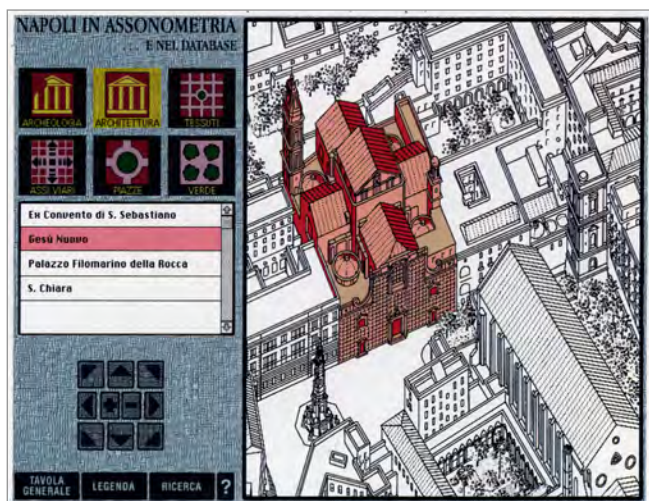 NAPOLI IN ASSONOMETRIA
... E NEL DATABASE
ARCHEOLOGIA ARCHITETTURA TESSUTI
ASSI VIARI PIAZZE VERDE
Ex Convento di S. Sebastiano
Gesù Nuovo
Palazzo Filomarino della Rocca
S. Chiara
TAVOLA GENERALE
LEGENDA
RICERCA
?